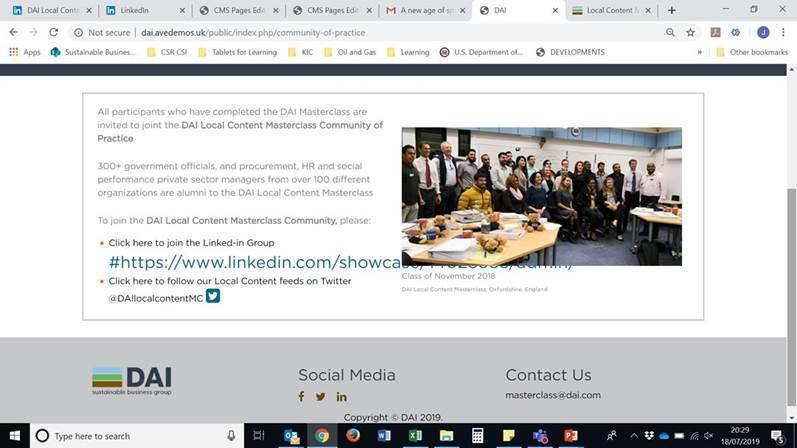 DAI Local Conte
LinkedIn
CMS Pages Edit
CMS Pages Edit
A new age of sp
DAI
Local Content M
Not secure | dai.avedemos.uk/public/index.php/community-of-practice
Apps
Sustainable Busines...
CSR CSI
Tablets for Learning
KIC
Oil and Gas
Learning
U.S. Department of...
DEVELOPMENTS
»
Other bookmarks
All participants who have completed the DAI Masterclass are
invited to joint the DAI Local Content Masterclass Community of
Practice
300+ government officials, and procurement, HR and social
performance private sector managers from over 100 different
organizations are alumni to the DAI Local Content Masterclass
To join the DAI Local Content Masterclass Community, please:
• Click here to join the Linked-in Group
#https://www.linkedin.com/showcase/
/admin/
• Click here to follow our Local Content feeds on Twitter
@DAIlocalcontentMC
Class of November 2018
DAI Local Content Masterclass, Oxfordshire, England
DAI
sustainable business group
Social Media
Contact Us
masterclass@dai.com
Copyright © DAI 2019.
Type here to search
20:29
18/07/2019